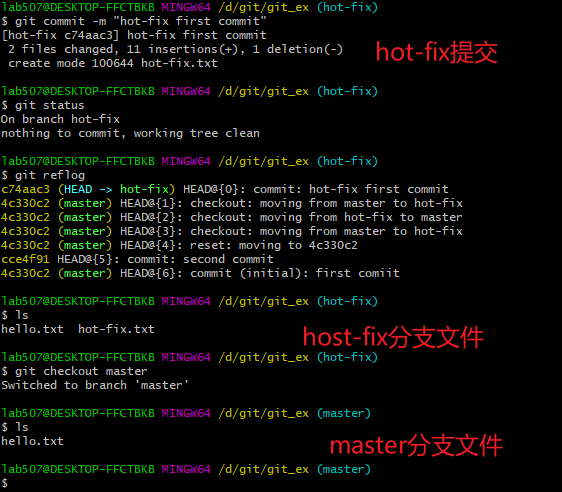 lab507@DESKTOP-FFCTBKB MINGW64 /d/git/git_ex (hot-fix)
$ git commit -m "hot-fix first commit"
[hot-fix c74aac3] hot-fix first commit
 2 files changed, 11 insertions(+), 1 deletion(-)
 create mode 100644 hot-fix.txt
hot-fix提交
lab507@DESKTOP-FFCTBKB MINGW64 /d/git/git_ex (hot-fix)
$ git status
On branch hot-fix
nothing to commit, working tree clean
lab507@DESKTOP-FFCTBKB MINGW64 /d/git/git_ex (hot-fix)
$ git reflog
c74aac3 (HEAD -> hot-fix) HEAD@{0}: commit: hot-fix first commit
4c330c2 (master) HEAD@{1}: checkout: moving from master to hot-fix
4c330c2 (master) HEAD@{2}: checkout: moving from hot-fix to master
4c330c2 (master) HEAD@{3}: checkout: moving from master to hot-fix
4c330c2 (master) HEAD@{4}: reset: moving to 4c330c2
cce4f91 HEAD@{5}: commit: second commit
4c330c2 (master) HEAD@{6}: commit (initial): first comiit
lab507@DESKTOP-FFCTBKB MINGW64 /d/git/git_ex (hot-fix)
$ ls
hello.txt  hot-fix.txt
host-fix分支文件
lab507@DESKTOP-FFCTBKB MINGW64 /d/git/git_ex (hot-fix)
$ git checkout master
Switched to branch 'master'
lab507@DESKTOP-FFCTBKB MINGW64 /d/git/git_ex (master)
$ ls
hello.txt
master分支文件
lab507@DESKTOP-FFCTBKB MINGW64 /d/git/git_ex (master)
$